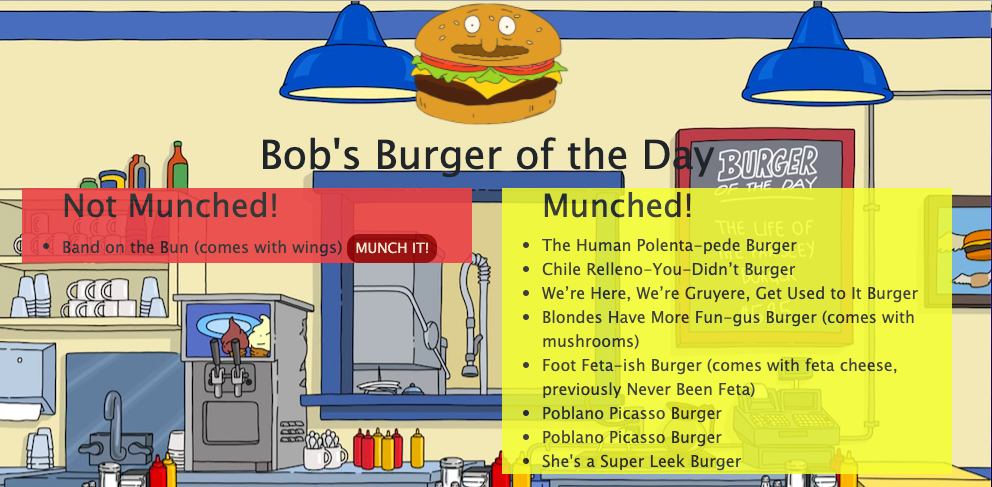 Bob's Burger of the Day
BURGER
OF THE DAY
Not Munched!
Band on the Bun (comes with wings) MUNCH IT!
Munched!
The Human Polenta-pede Burger
Chile Relleno-You-Didn’t Burger
We’re Here, We’re Gruyere, Get Used to It Burger
Blondes Have More Fun-gus Burger (comes with
mushrooms)
Foot Feta-ish Burger (comes with feta cheese,
previously Never Been Feta)
Poblano Picasso Burger
Poblano Picasso Burger
She's a Super Leek Burger
THE LIFE OF